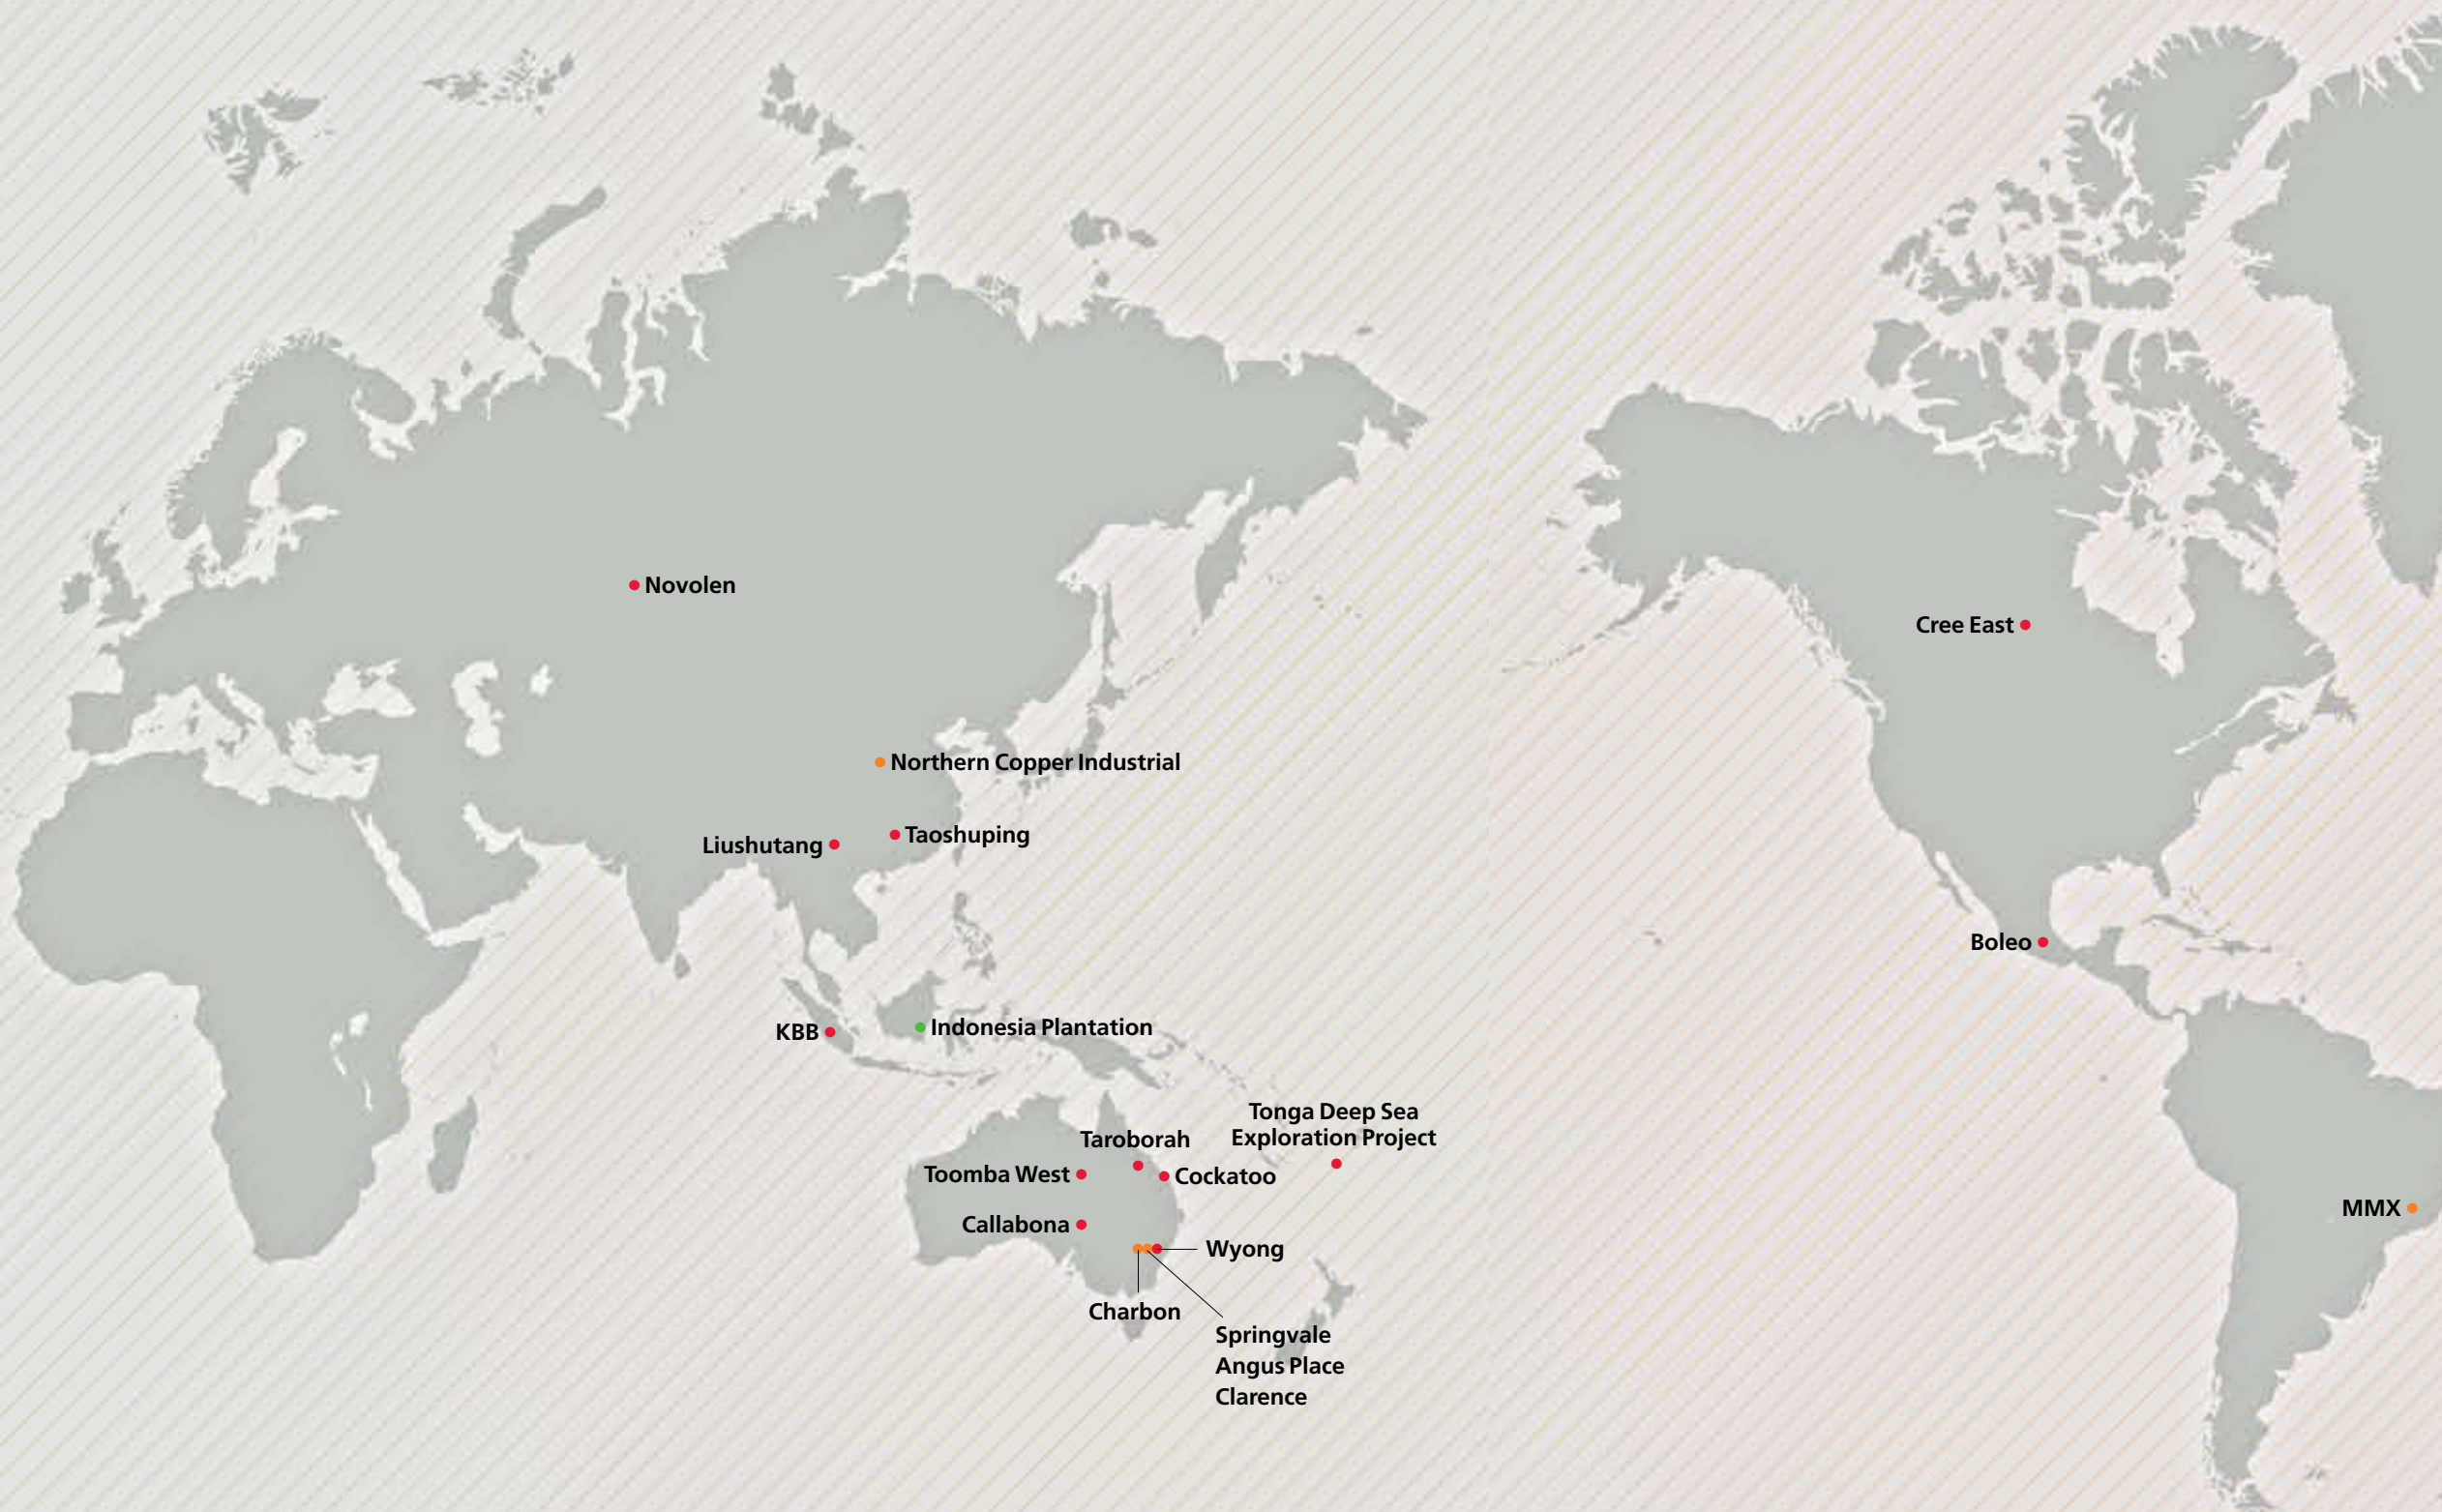 Novolen
Cree East
Northern Copper Industrial
Taoshuping
Liushutang
Boleo
Indonesia Plantation
KBB
Tonga Deep Sea
Exploration Project
Taroborah
Toomba West
Cockatoo
MMX
Callabona
Wyong
Charbon
Springvale
Angus Place
Clarence